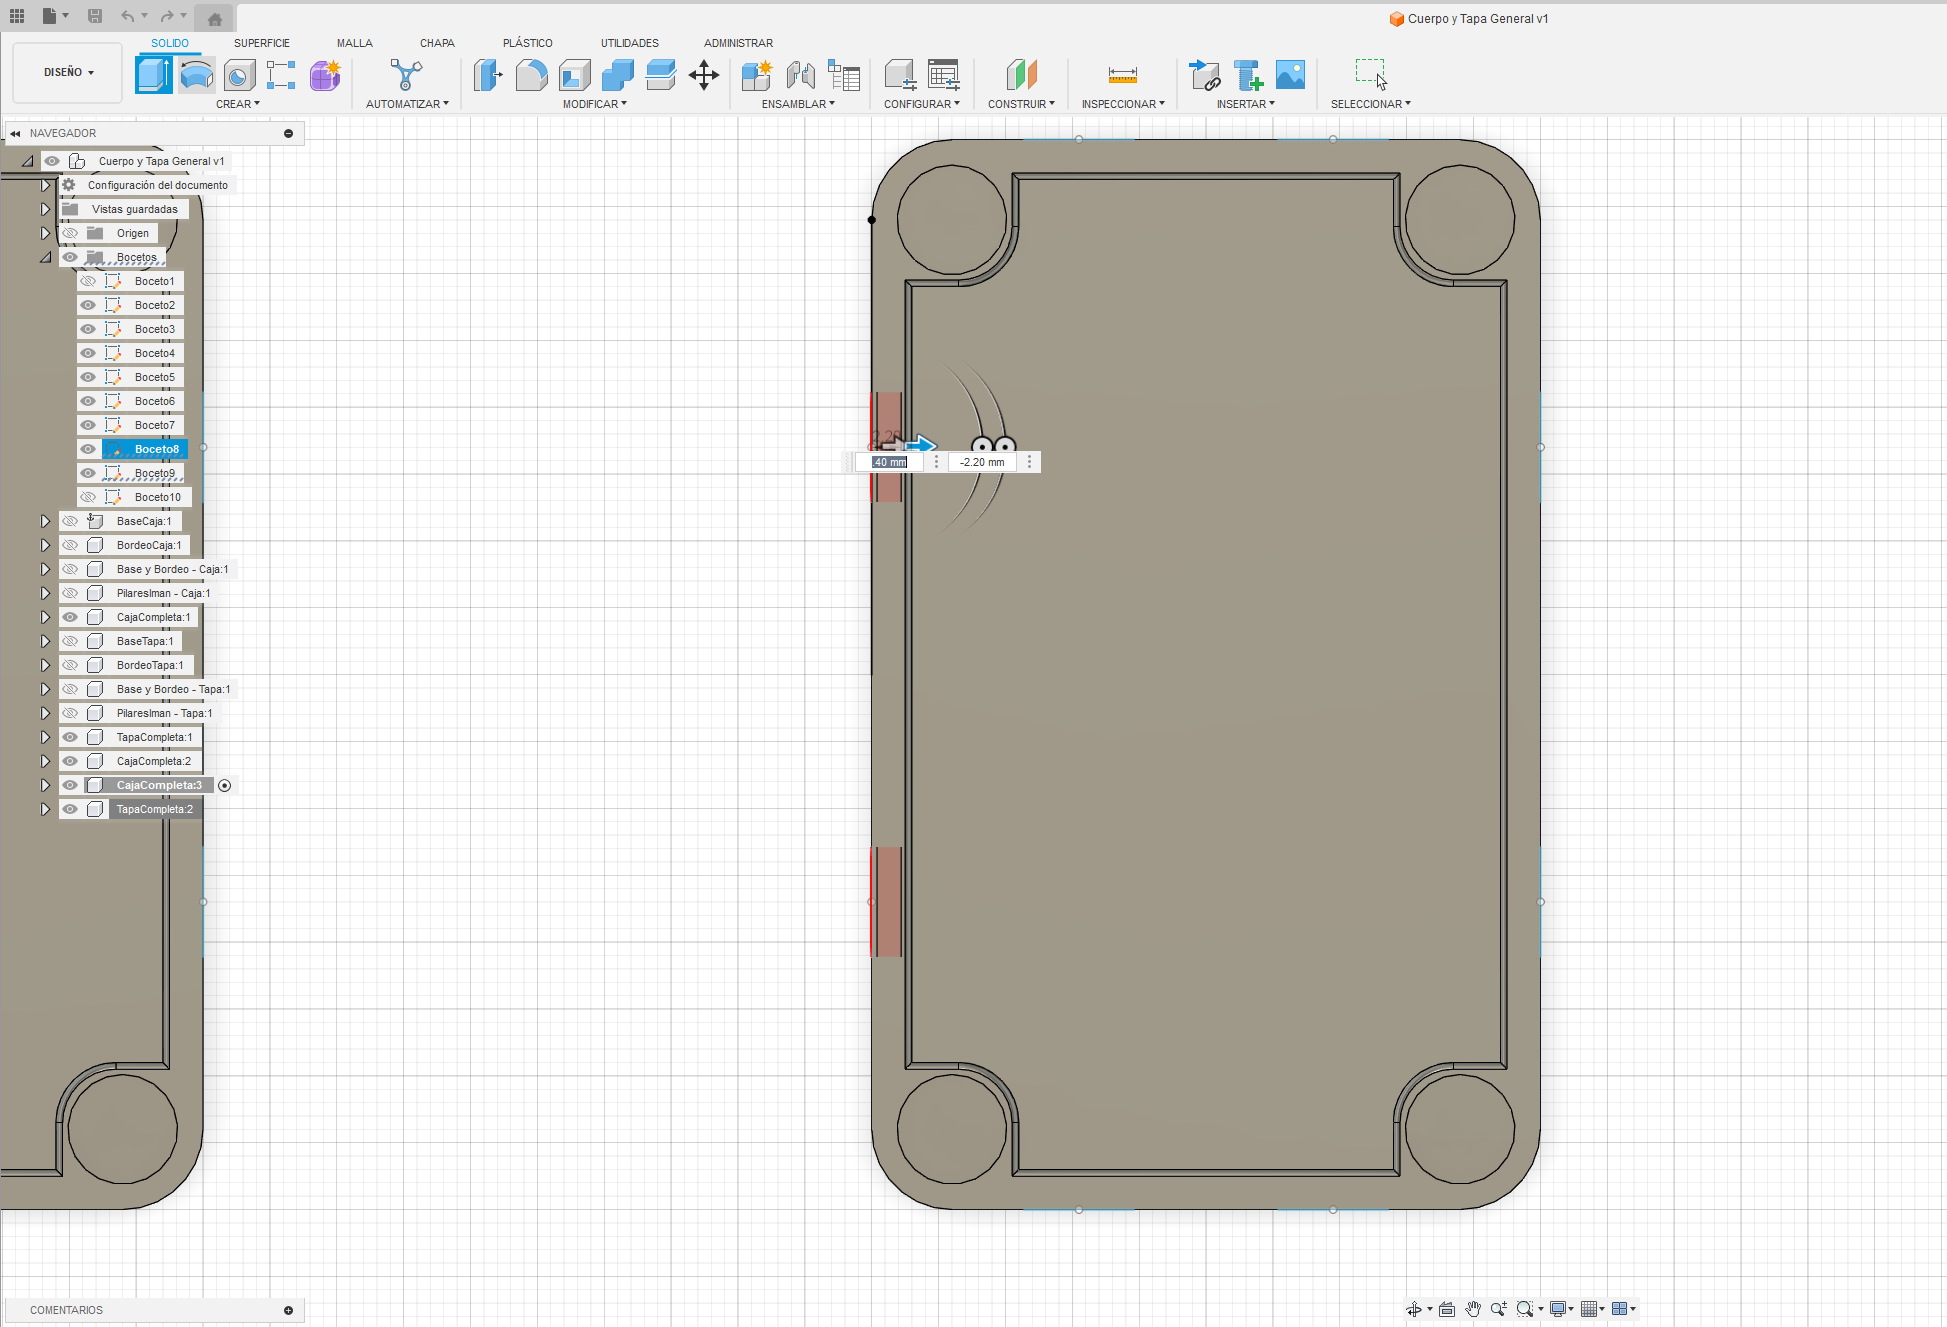 Cuerpo y Tapa General v1
SOLIDO SUPERFICIE MALLA CHAPA PLÁSTICO UTILIDADES ADMINISTRAR
DISEÑO
CREAR AUTOMATIZAR MODIFICAR ENSAMBLAR CONFIGURAR CONSTRUIR INSPECCIONAR INSERTAR SELECCIONAR
NAVEGADOR
Cuerpo y Tapa General v1
Configuración del documento
Vistas guardadas
Origen
Bocetos
Boceto1
Boceto2
Boceto3
Boceto4
Boceto5
Boceto6
Boceto7
Boceto8
Boceto9
Boceto10
BaseCaja:1
BordeoCaja:1
Base y Bordeo - Caja:1
PilaresIman - Caja:1
CajaCompleta:1
BaseTapa:1
BordeoTapa:1
Base y Bordeo - Tapa:1
PilaresIman - Tapa:1
TapaCompleta:1
CajaCompleta:2
CajaCompleta:3
TapaCompleta:2
.40 mm
-2.20 mm
COMENTARIOS